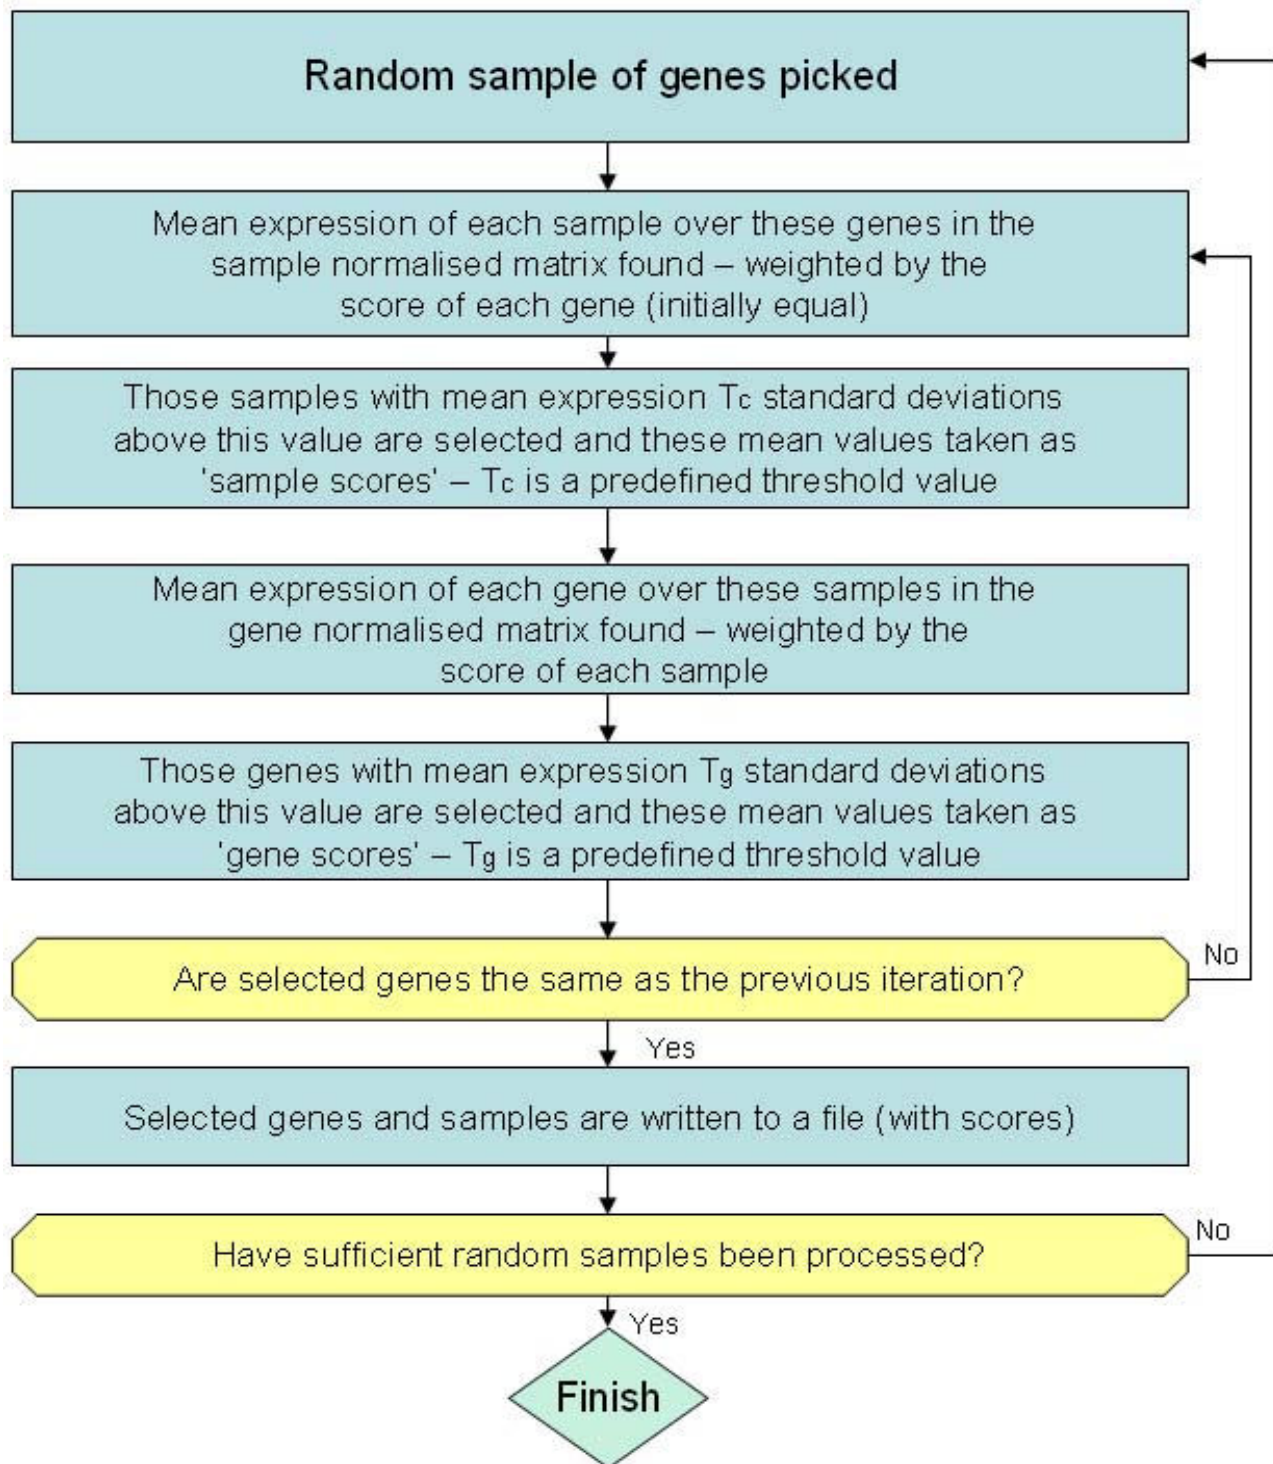 Random sample of genes picked
Mean expression of each sample over these genes in the
sample normalised matrix found – weighted by the
score of each gene (initially equal)
Those samples with mean expression Tc standard deviations
above this value are selected and these mean values taken as
'sample scores' – Tc is a predefined threshold value
Mean expression of each gene over these samples in the
gene normalised matrix found – weighted by the
score of each sample
Those genes with mean expression Tg standard deviations
above this value are selected and these mean values taken as
'gene scores' – Tg is a predefined threshold value
Are selected genes the same as the previous iteration?
No
Yes
Selected genes and samples are written to a file (with scores)
Have sufficient random samples been processed?
No
Yes
Finish